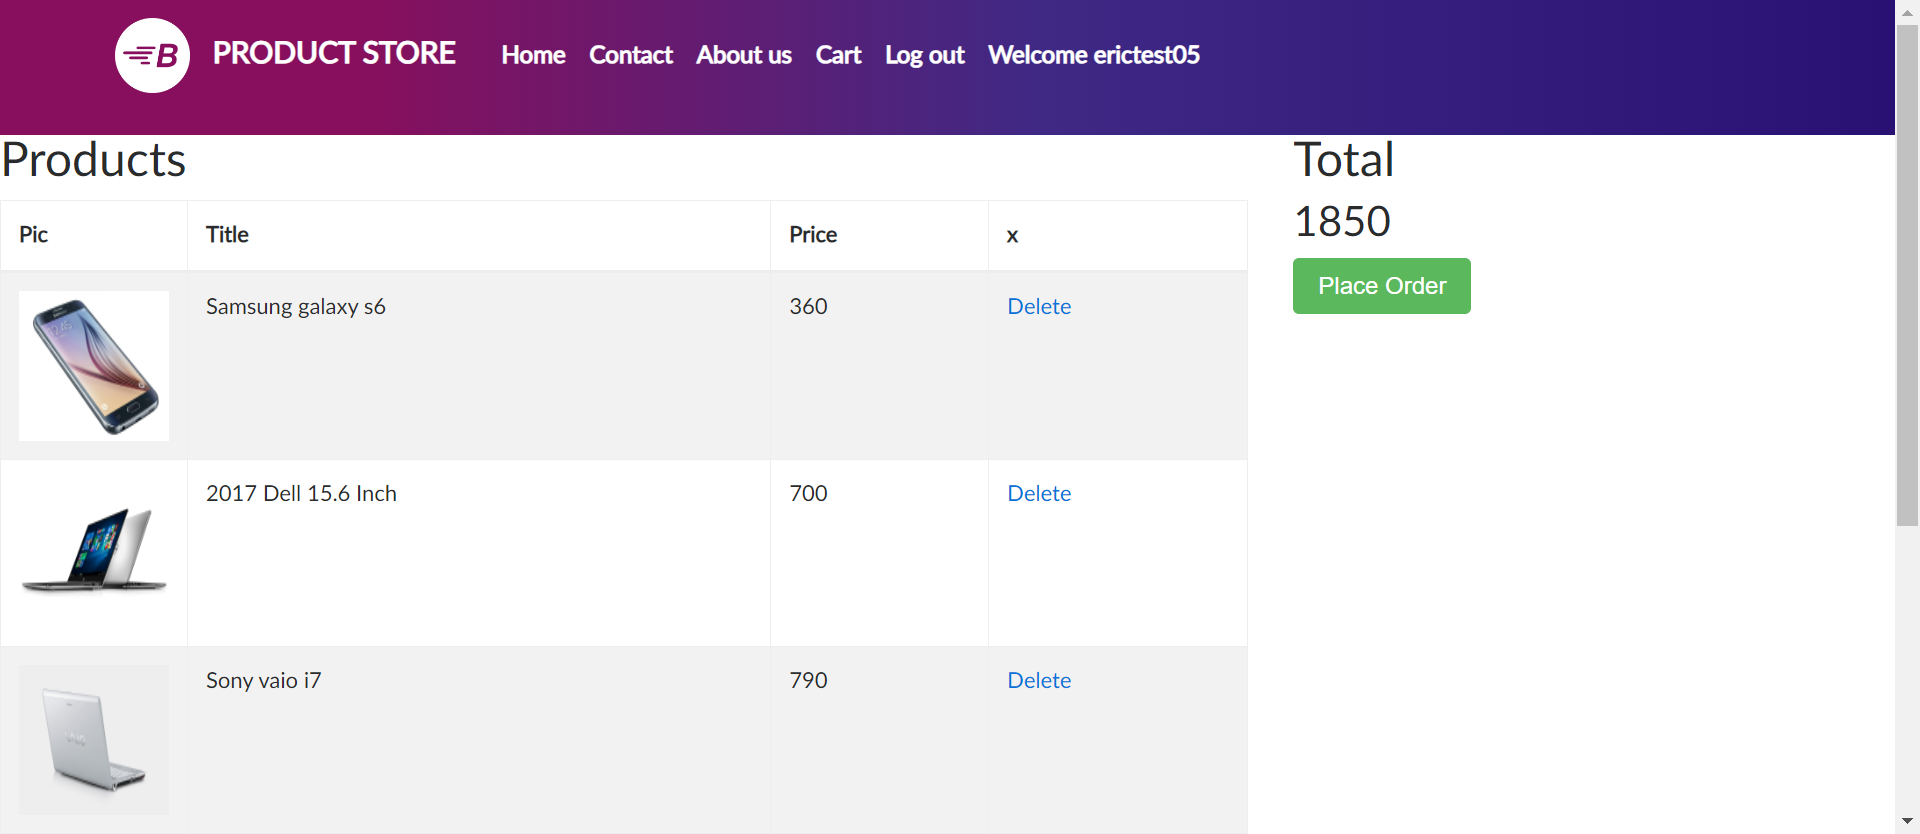 B PRODUCT STORE Home Contact About us Cart Log out Welcome erictest05
Products
Total
1850
Place Order
Pic Title Price x
Samsung galaxy s6 360 Delete
2017 Dell 15.6 Inch 700 Delete
Sony vaio i7 790 Delete
VAIO